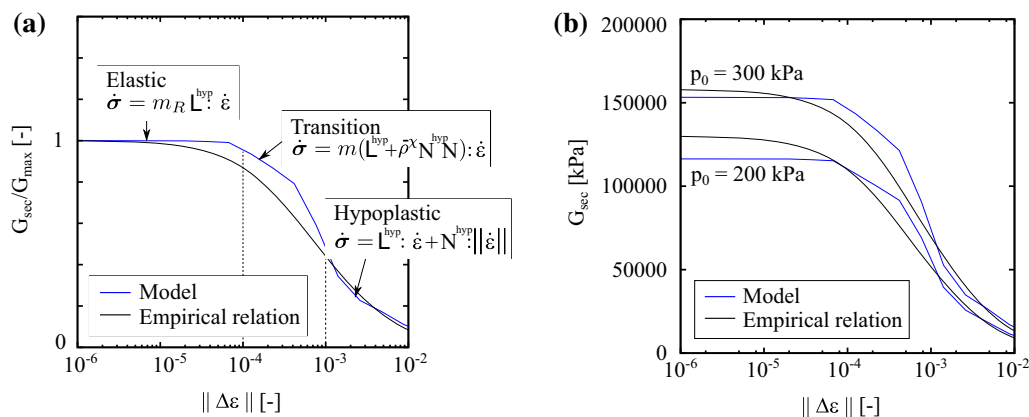 (a)
G_sec/G_max [-]
1
0
Elastic
σ̇ = m_R L^hyp : ε̇
Transition
σ̇ = m(L^hyp + ρ̄^χ N^hyp N) : ε̇
Hypoplastic
σ̇ = L^hyp : ε̇ + N^hyp : ||ε̇||
Model
Empirical relation
10^-6 10^-5 10^-4 10^-3 10^-2
|| Δε || [-]
(b)
G_sec [kPa]
200000
150000
100000
50000
0
p_0 = 300 kPa
p_0 = 200 kPa
Model
Empirical relation
10^-6 10^-5 10^-4 10^-3 10^-2
|| Δε || [-]